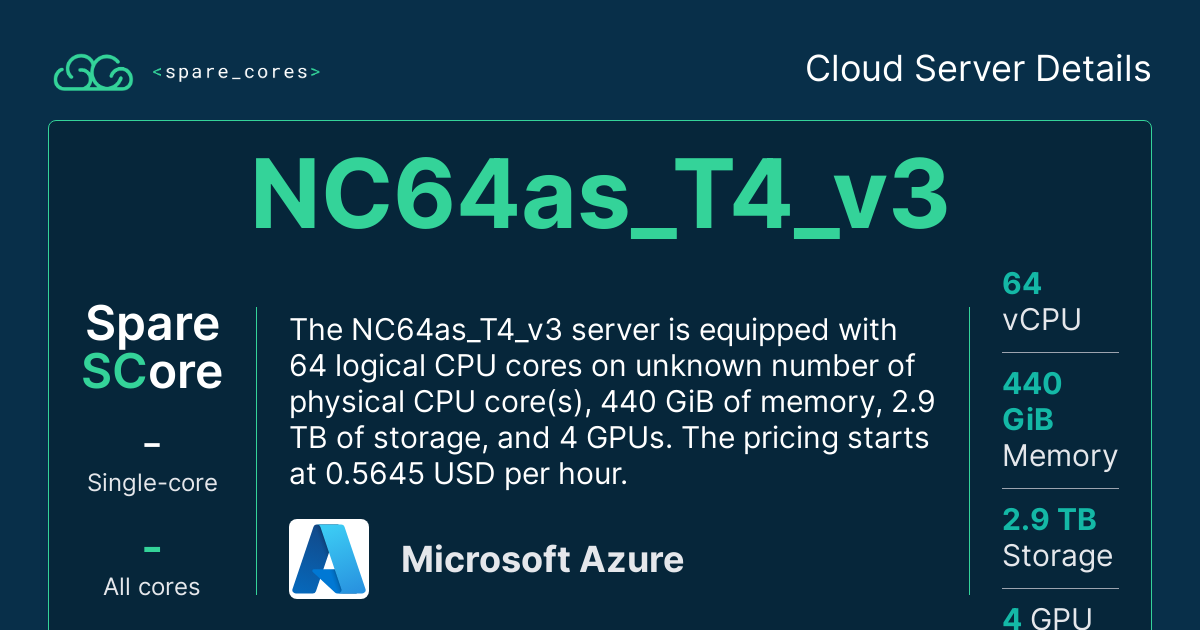 <spare_cores>
Cloud Server Details
NC64as_T4_v3
Spare
SCore
-
Single-core
-
All cores
The NC64as_T4_v3 server is equipped with
64 logical CPU cores on unknown number of
physical CPU core(s), 440 GiB of memory, 2.9
TB of storage, and 4 GPUs. The pricing starts
at 0.5645 USD per hour.
Microsoft Azure
64
vCPU
440
GiB
Memory
2.9 TB
Storage
4 GPU